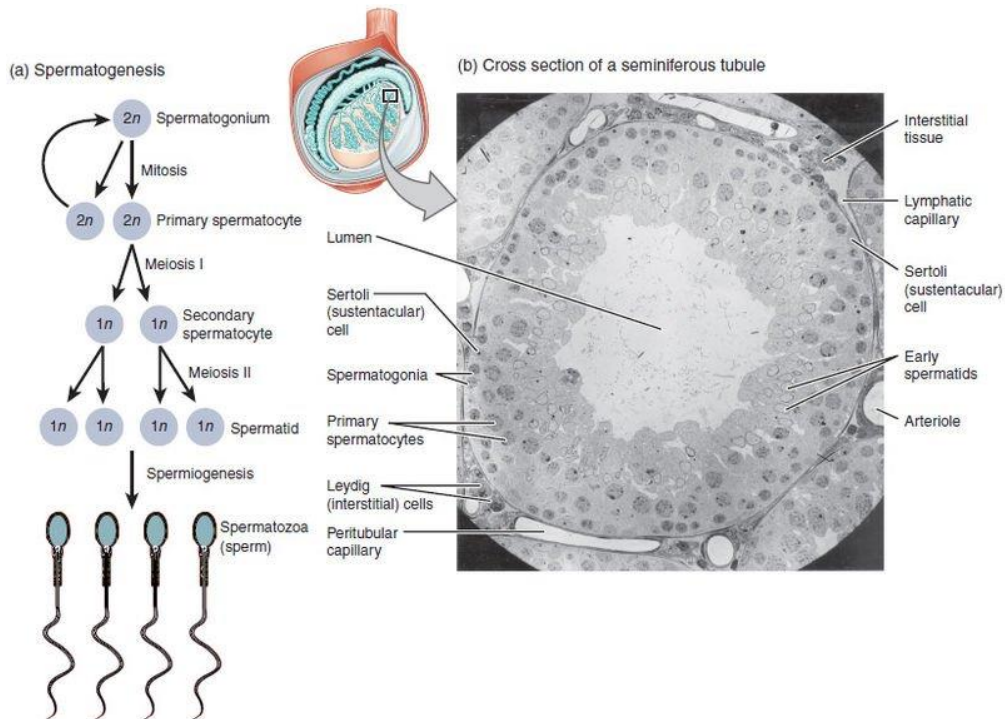 (a) Spermatogenesis
2n
Spermatogonium
Mitosis
2n
2n
Primary spermatocyte
Meiosis I
1n
1n
Secondary
spermatocyte
Meiosis II
1n
1n
1n
1n
Spermatid
Spermiogenesis
Spermatozoa
(sperm)
(b) Cross section of a seminiferous tubule
Lumen
Sertoli
(sustentacular)
cell
Spermatogonia
Primary
spermatocytes
Leydig
(interstitial) cells
Peritubular
capillary
Interstitial
tissue
Lymphatic
capillary
Sertoli
(sustentacular)
cell
Early
spermatids
Arteriole